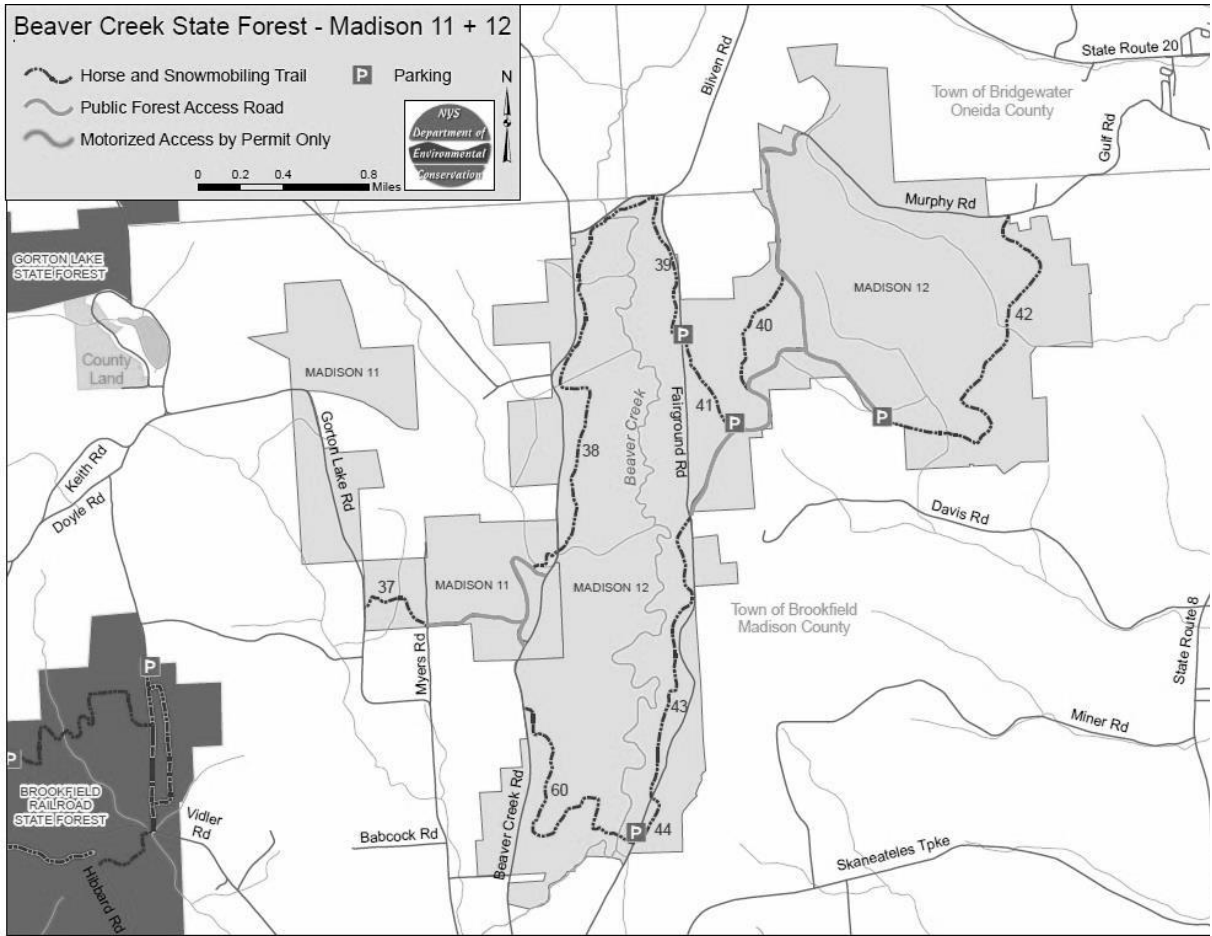 Beaver Creek State Forest - Madison 11 + 12
Horse and Snowmobiling Trail
P
Parking
N
Public Forest Access Road
Motorized Access by Permit Only
NYS
Department of
Environmental
Conservation
0 0.2 0.4 0.8
Miles
Bliven Rd
State Route 20
Town of Bridgewater
Oneida County
Gulf Rd
Murphy Rd
GORTON LAKE
STATE FOREST
39
MADISON 12
42
40
P
County
Land
MADISON 11
Fairground Rd
41
P
P
Beaver Creek
38
Gorton Lake Rd
Keith Rd
Doyle Rd
Davis Rd
37
MADISON 11
MADISON 12
Town of Brookfield
Madison County
State Route 8
Myers Rd
P
43
Miner Rd
P
BROOKFIELD
RAILROAD
STATE FOREST
60
Beaver Creek Rd
Vidler
Rd
Babcock Rd
P
44
Skaneateles Tpke
Hibbard Rd